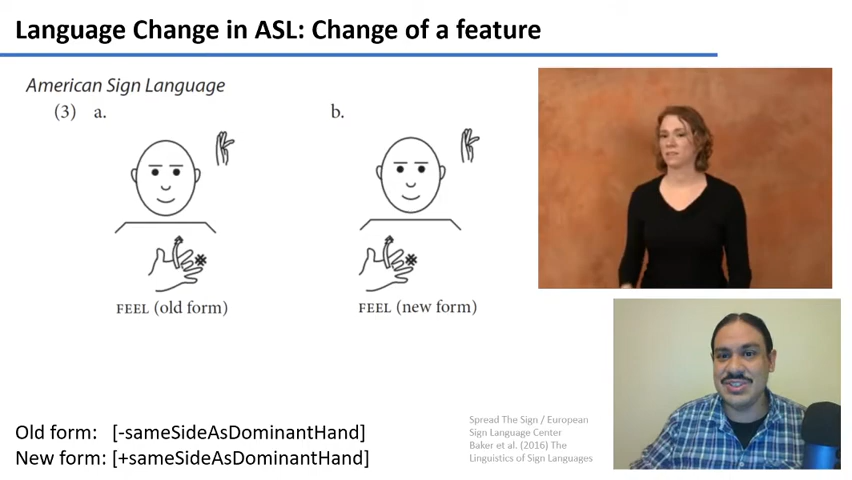 Language Change in ASL: Change of a feature
American Sign Language
(3) a.
b.
FEEL (old form)
FEEL (new form)
Old form: [-sameSideAsDominantHand]
New form: [+sameSideAsDominantHand]
Spread The Sign / European
Sign Language Center
Baker et al. (2016) The
Linguistics of Sign Languages